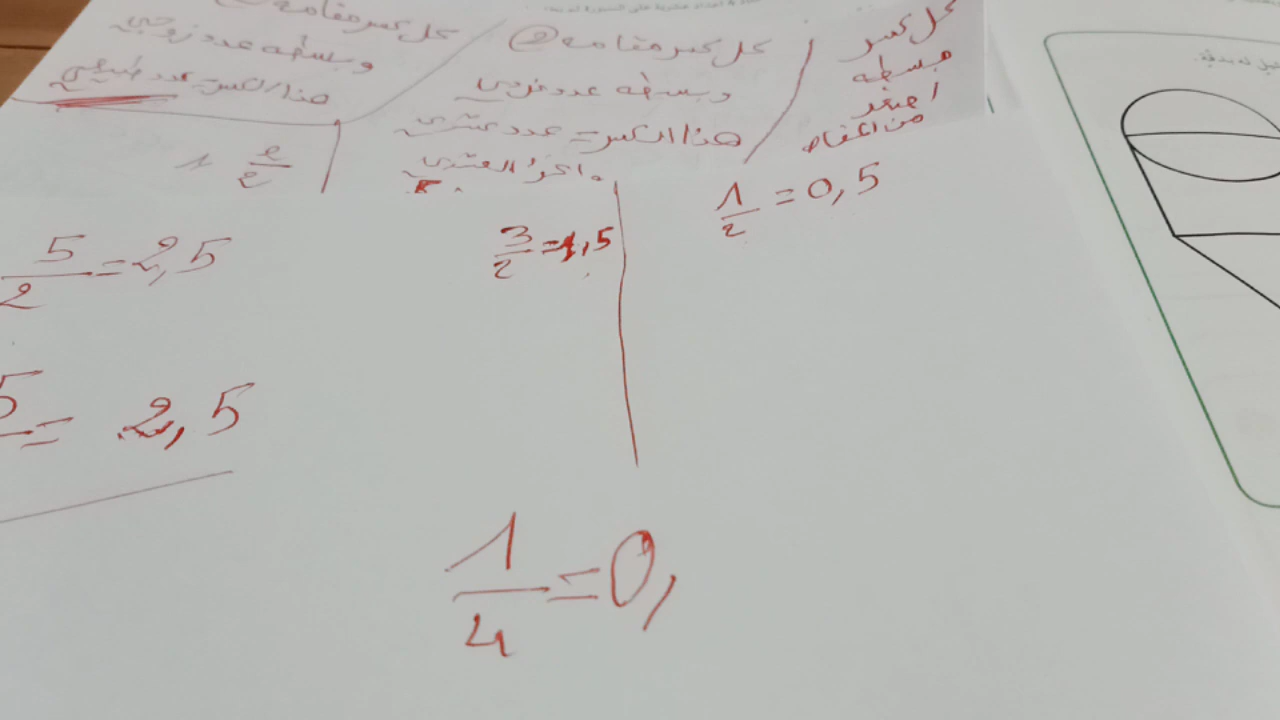 كل كسر
بسطه
اصغر
من المقام
1/2 = 0,5
كل كسر مقامه 2
وبسطه عدد فردي
هذا الكسر = عدد عشري
3/2 = 1,5
كل كسر مقامه
وبسطه عدد زوجي
هذا الكسر = عدد طبيعي
1 2/2
5/2 = 2,5
5 = 2,5
1/4 = 0,